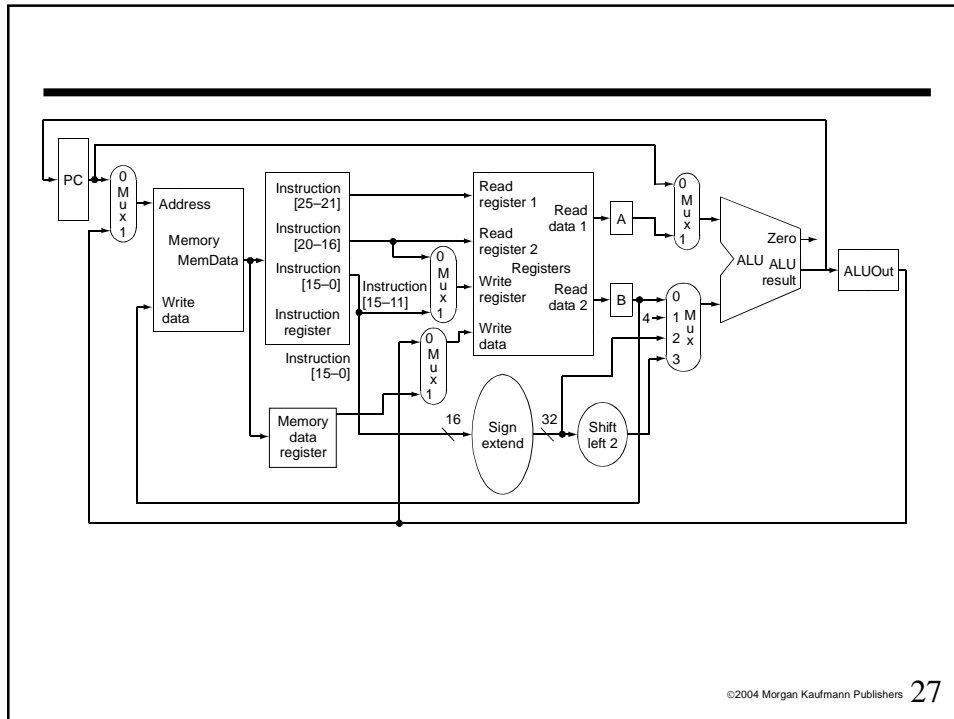 PC
0
M
u
x
1
Address
Memory
MemData
Write
data
Instruction
[25–21]
Instruction
[20–16]
Instruction
[15–0]
Instruction
register
Instruction
[15–0]
Memory
data
register
Instruction
[15–11]
0
M
u
x
1
0
M
u
x
1
Read
register 1
Read
register 2
Registers
Write
register
Write
data
Read
data 1
Read
data 2
16
Sign
extend
32
Shift
left 2
A
B
4
0
M
u
x
1
0
1
2
3
M
u
x
Zero
ALU
ALU
result
ALUOut
©2004 Morgan Kaufmann Publishers 27